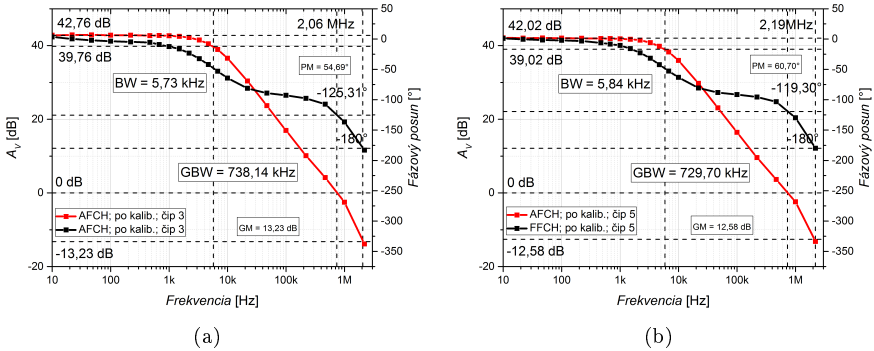 42,76 dB
2,06 MHz
39,76 dB
PM = 54,69°
BW = 5,73 kHz
-125,31°
-180°
GBW = 738,14 kHz
0 dB
AFCH; po kalib.; čip 3
AFCH; po kalib.; čip 3
GM = 13,23 dB
-13,23 dB
40
20
0
-20
A_V [dB]
50
0
-50
-100
-150
-200
-250
-300
-350
Fázový posun [°]
10 100 1k 10k 100k 1M
Frekvencia [Hz]
(a)
42,02 dB
2,19MHz
39,02 dB
PM = 60,70°
BW = 5,84 kHz
-119,30°
-180°
GBW = 729,70 kHz
0 dB
AFCH; po kalib.; čip 5
FFCH; po kalib.; čip 5
GM = 12,58 dB
-12,58 dB
40
20
0
-20
A_V [dB]
50
0
-50
-100
-150
-200
-250
-300
-350
Fázový posun [°]
10 100 1k 10k 100k 1M
Frekvencia [Hz]
(b)